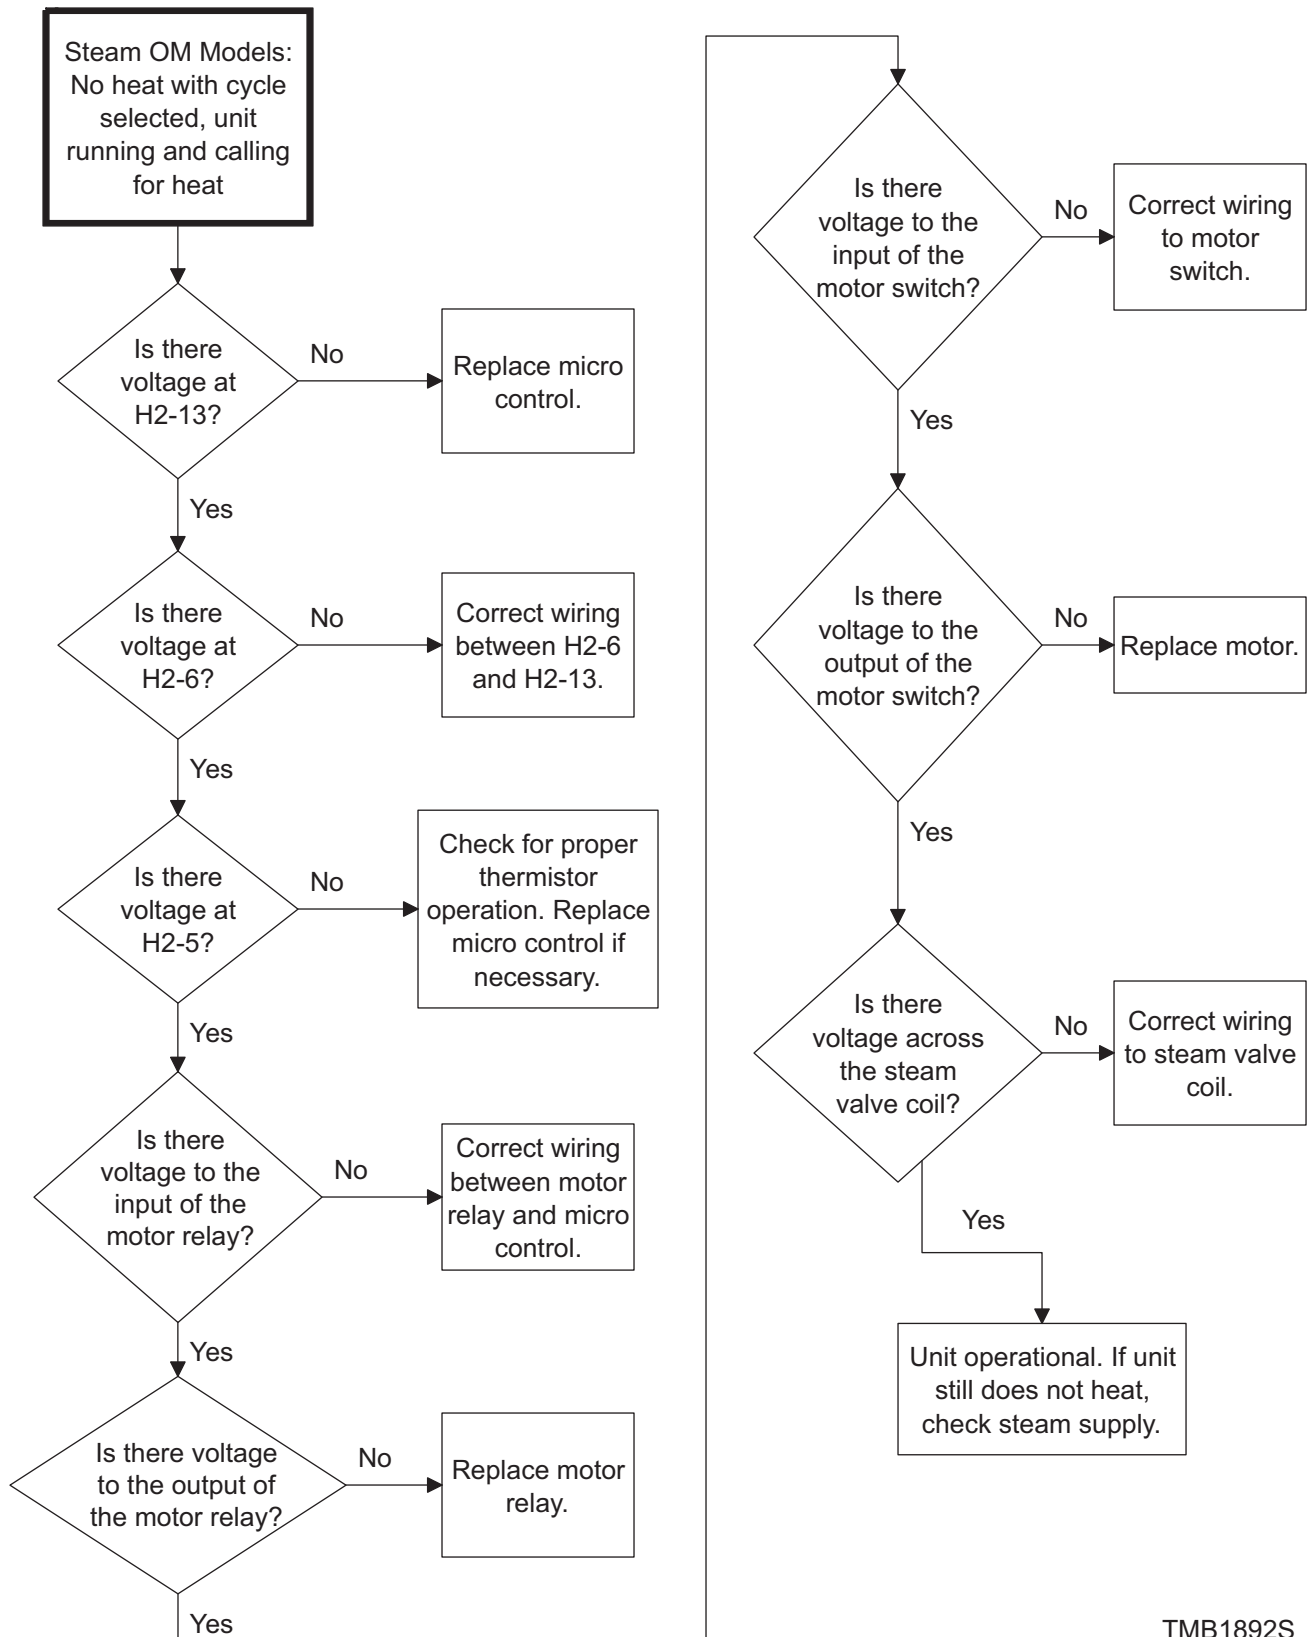 Steam OM Models:
No heat with cycle
selected, unit
running and calling
for heat
Is there
voltage at
H2-13?
No
Replace micro
control.
Yes
Is there
voltage at
H2-6?
No
Correct wiring
between H2-6
and H2-13.
Yes
Is there
voltage at
H2-5?
No
Check for proper
thermistor
operation. Replace
micro control if
necessary.
Yes
Is there
voltage to the
input of the
motor relay?
No
Correct wiring
between motor
relay and micro
control.
Yes
Is there voltage
to the output of
the motor relay?
No
Replace motor
relay.
Yes
Is there
voltage to the
input of the
motor switch?
No
Correct wiring
to motor
switch.
Yes
Is there
voltage to the
output of the
motor switch?
No
Replace motor.
Yes
Is there
voltage across
the steam
valve coil?
No
Correct wiring
to steam valve
coil.
Yes
Unit operational. If unit
still does not heat,
check steam supply.
TMB1892S